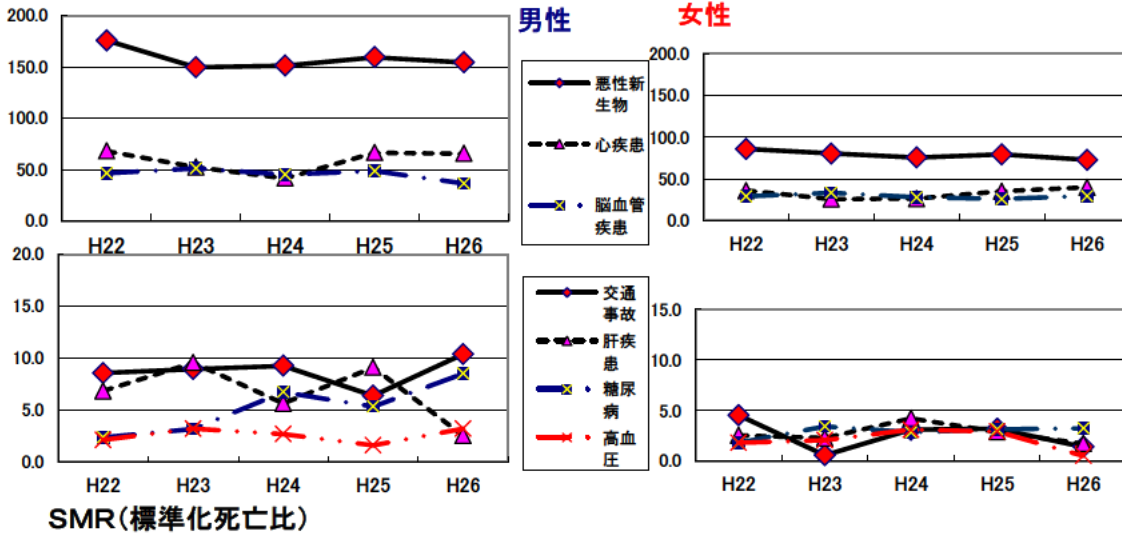 男性
女性
200.0
150.0
100.0
50.0
0.0
H22
H23
H24
H25
H26
悪性新
生物
心疾患
脳血管
疾患
200.0
150.0
100.0
50.0
0.0
H22
H23
H24
H25
H26
20.0
15.0
10.0
5.0
0.0
H22
H23
H24
H25
H26
交通
事故
肝疾
患
糖尿
病
高血
圧
15.0
10.0
5.0
0.0
H22
H23
H24
H25
H26
SMR(標準化死亡比)